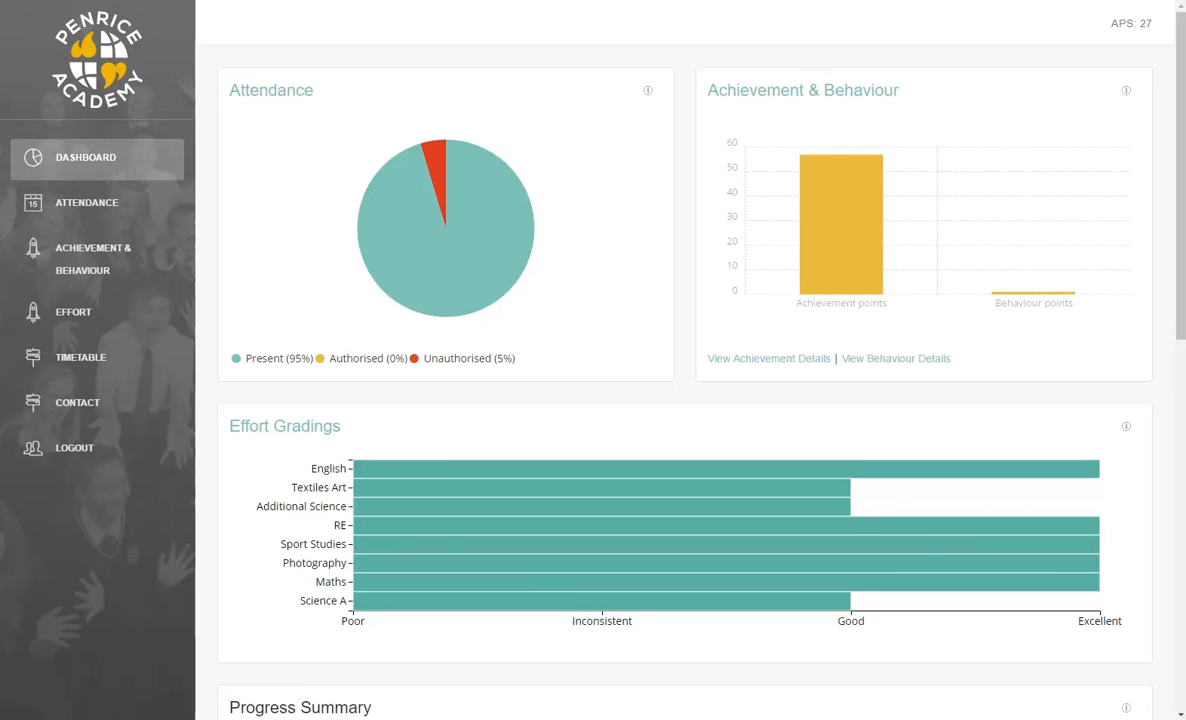 PENRICE
ACADEMY
APS: 27
DASHBOARD
15
ATTENDANCE
ACHIEVEMENT &
BEHAVIOUR
EFFORT
TIMETABLE
CONTACT
LOGOUT
Attendance
Present (95%) Authorised (0%) Unauthorised (5%)
Achievement & Behaviour
60
50
40
30
20
10
0
Achievement points Behaviour points
View Achievement Details | View Behaviour Details
Effort Gradings
English
Textiles Art
Additional Science
RE
Sport Studies
Photography
Maths
Science A
Poor Inconsistent Good Excellent
Progress Summary